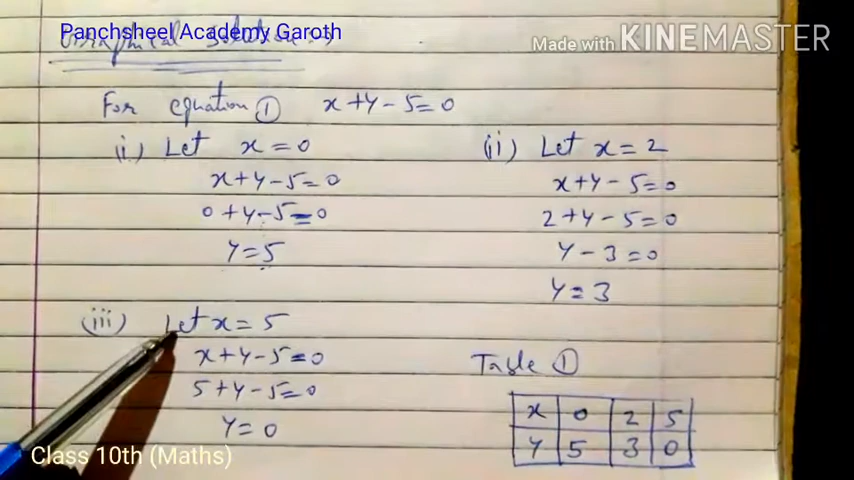 Panchsheel Academy Garoth
Made with KINEMASTER
Graphical Solution :→
For equation ① x+y-5=0
(i) Let x=0
x+y-5=0
0+y-5=0
y=5
(ii) Let x=2
x+y-5=0
2+y-5=0
y-3=0
y=3
(iii) Let x=5
x+y-5=0
5+y-5=0
y=0
Table ①
x 0 2 5
y 5 3 0
Class 10th (Maths)